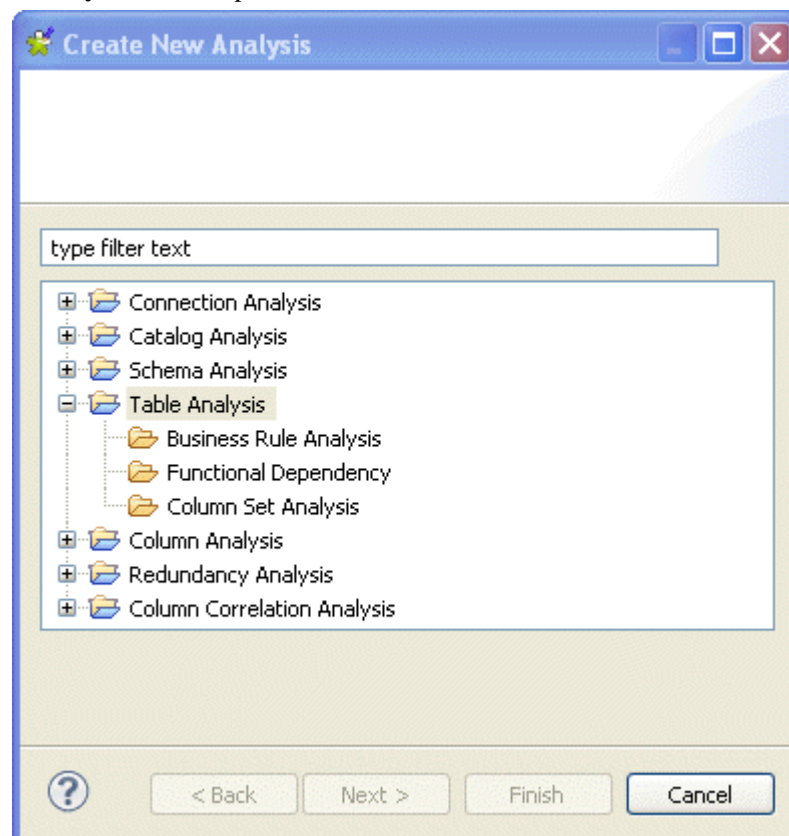 Create New Analysis
type filter text
Connection Analysis
Catalog Analysis
Schema Analysis
Table Analysis
Business Rule Analysis
Functional Dependency
Column Set Analysis
Column Analysis
Redundancy Analysis
Column Correlation Analysis
? < Back Next > Finish Cancel